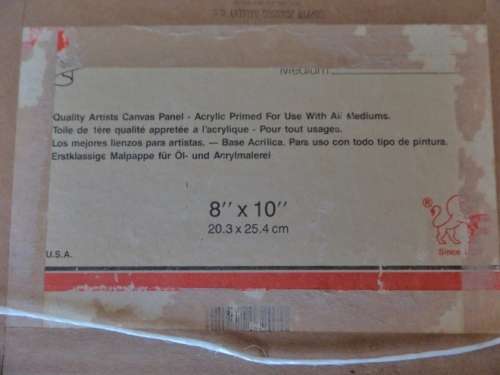 Medium
Quality Artists Canvas Panel - Acrylic Primed For Use With All Mediums.
Toile de 1ère qualité appretée a l'acrylique - Pour tout usages.
Los mejores lienzos para artistas. — Base Acrílica. Para uso con todo tipo de pintura.
Erstklassige Malpappe für Öl- und Acrylmalerei
8" x 10"
20.3 x 25.4 cm
®
U.S.A.
Since